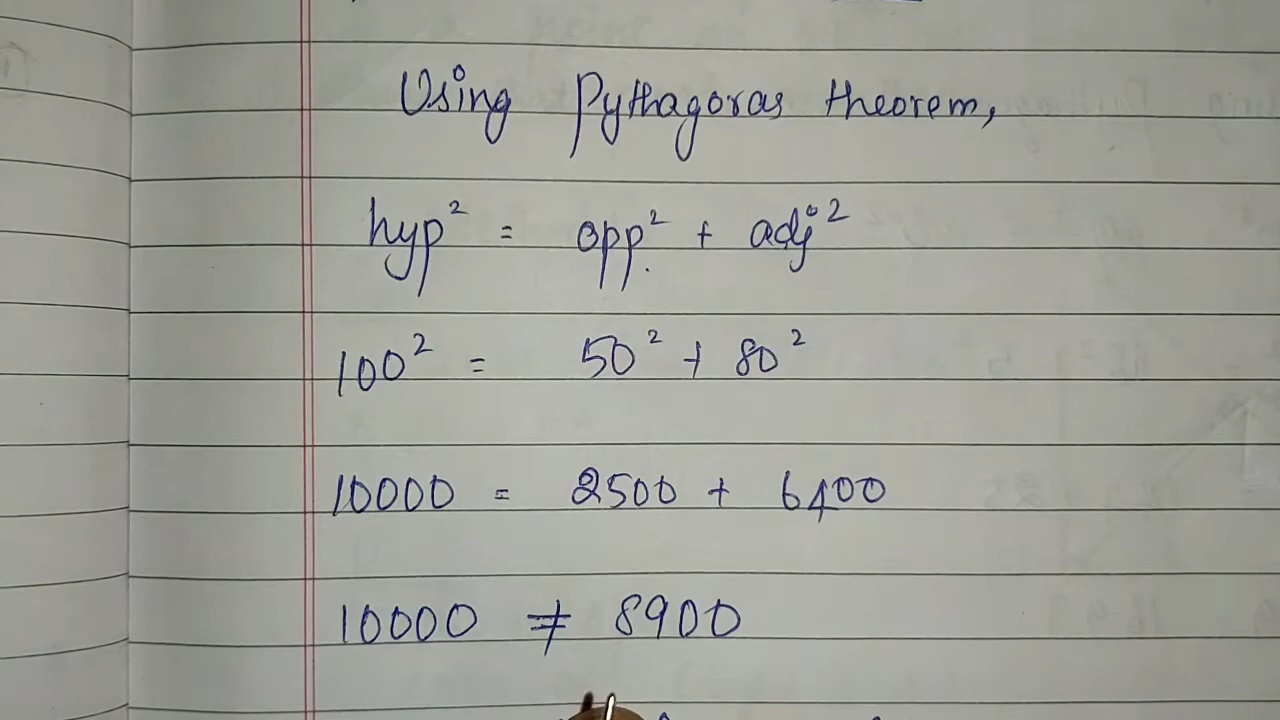 Using Pythagoras theorem,
hyp² = opp² + adj²
100² = 50² + 80²
10000 = 2500 + 6400
10000 ≠ 8900